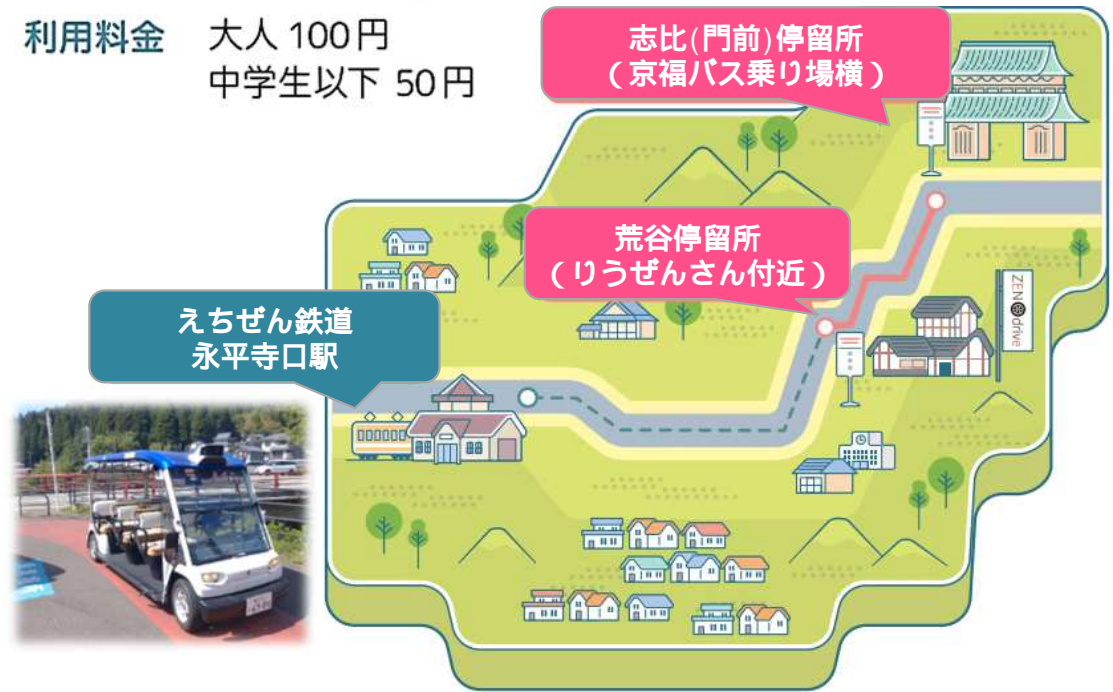 利用料金 大人 100円
中学生以下 50円
志比(門前)停留所
(京福バス乗り場横)
荒谷停留所
(りうぜんさん付近)
ZEN drive
えちぜん鉄道
永平寺口駅